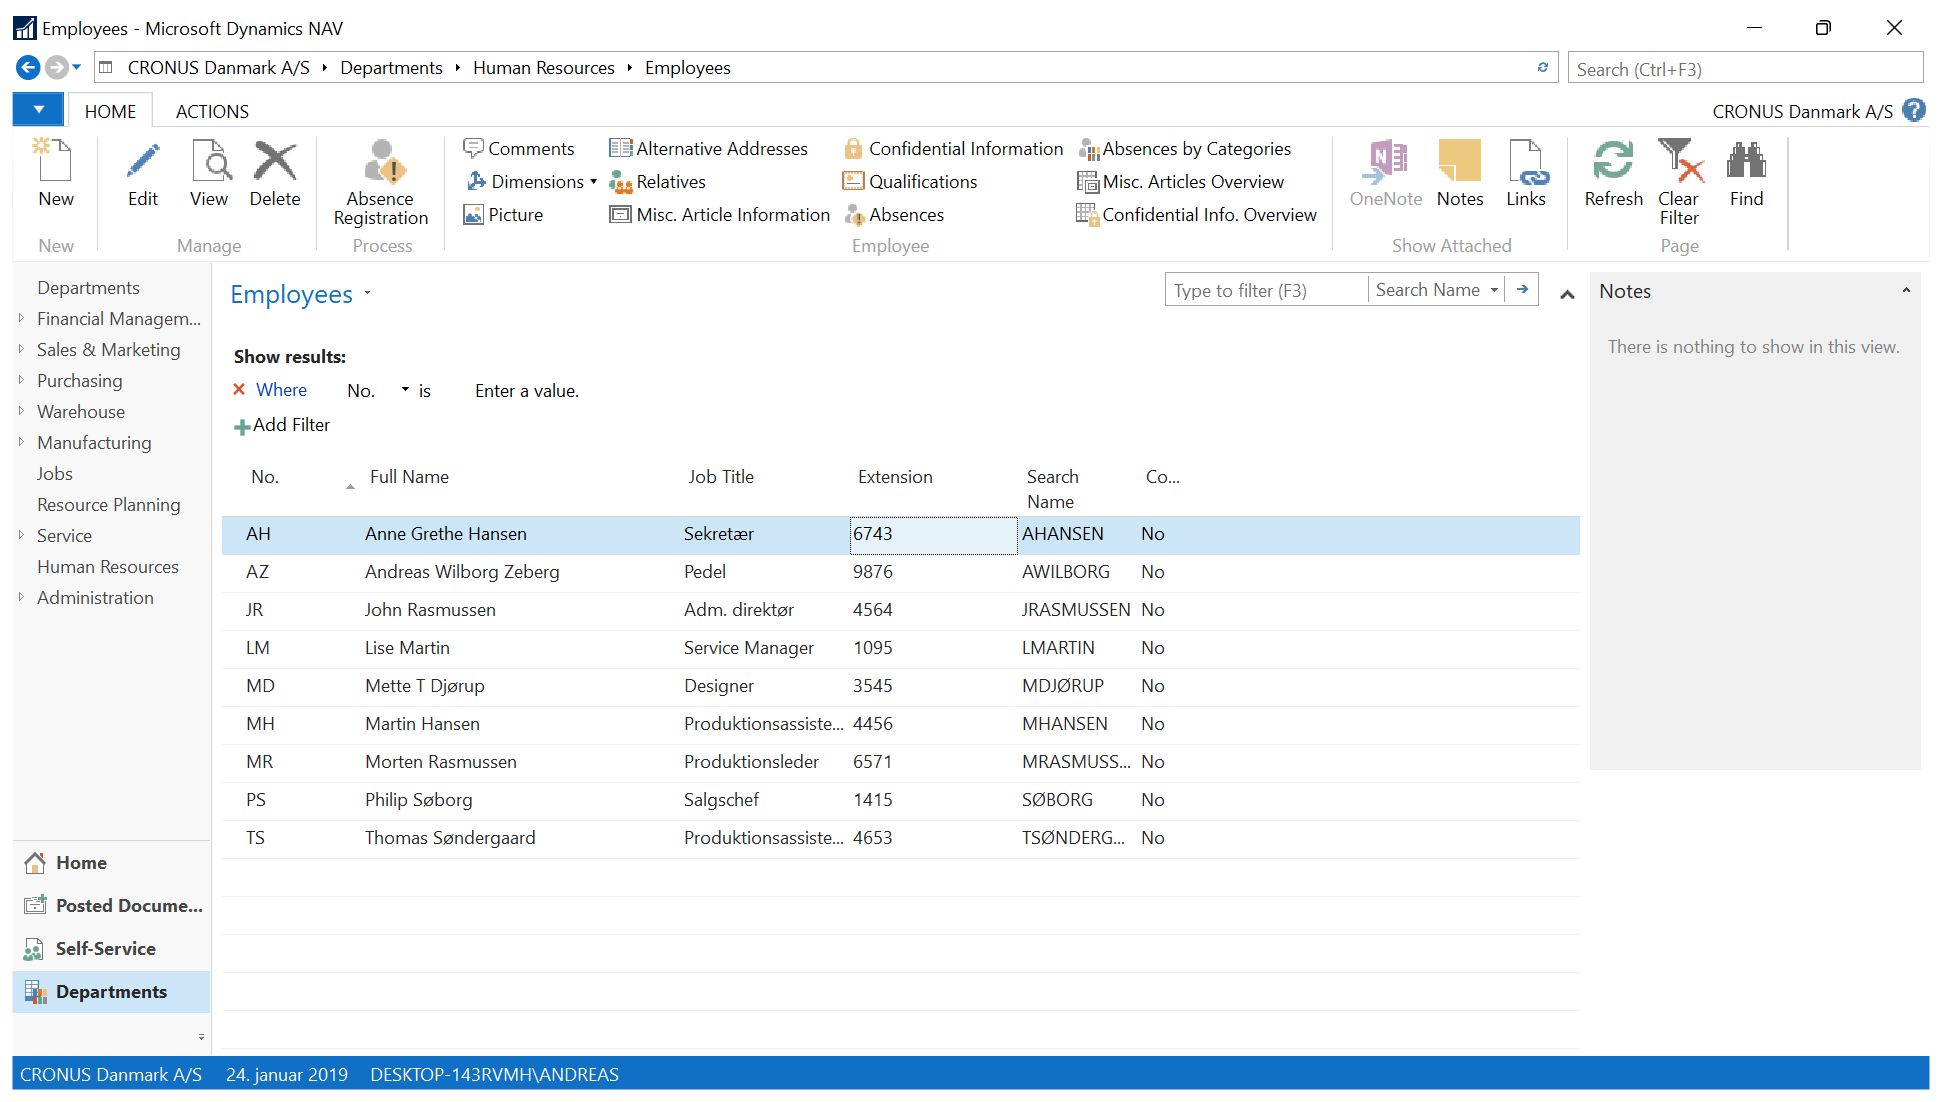 Employees - Microsoft Dynamics NAV
CRONUS Danmark A/S Departments Human Resources Employees
Search (Ctrl+F3)
HOME ACTIONS
CRONUS Danmark A/S
New
Edit
View
Delete
Absence Registration
Comments
Dimensions
Picture
Alternative Addresses
Relatives
Misc. Article Information
Confidential Information
Qualifications
Absences
Absences by Categories
Misc. Articles Overview
Confidential Info. Overview
OneNote
Notes
Links
Refresh
Clear Filter
Find
New Manage Process Employee Show Attached Page
Departments
Financial Managem...
Sales & Marketing
Purchasing
Warehouse
Manufacturing
Jobs
Resource Planning
Service
Human Resources
Administration
Home
Posted Docume...
Self-Service
Departments
Employees
Type to filter (F3) Search Name
Show results:
Where No. is Enter a value.
Add Filter
No. Full Name Job Title Extension Search Name Co...
AH Anne Grethe Hansen Sekretær 6743 AHANSEN No
AZ Andreas Wilborg Zeberg Pedel 9876 AWILBORG No
JR John Rasmussen Adm. direktør 4564 JRASMUSSEN No
LM Lise Martin Service Manager 1095 LMARTIN No
MD Mette T Djørup Designer 3545 MDJØRUP No
MH Martin Hansen Produktionsassiste... 4456 MHANSEN No
MR Morten Rasmussen Produktionsleder 6571 MRASMUSS... No
PS Philip Søborg Salgschef 1415 SØBORG No
TS Thomas Søndergaard Produktionsassiste... 4653 TSØNDERG... No
Notes
There is nothing to show in this view.
CRONUS Danmark A/S 24. januar 2019 DESKTOP-143RVMH\ANDREAS